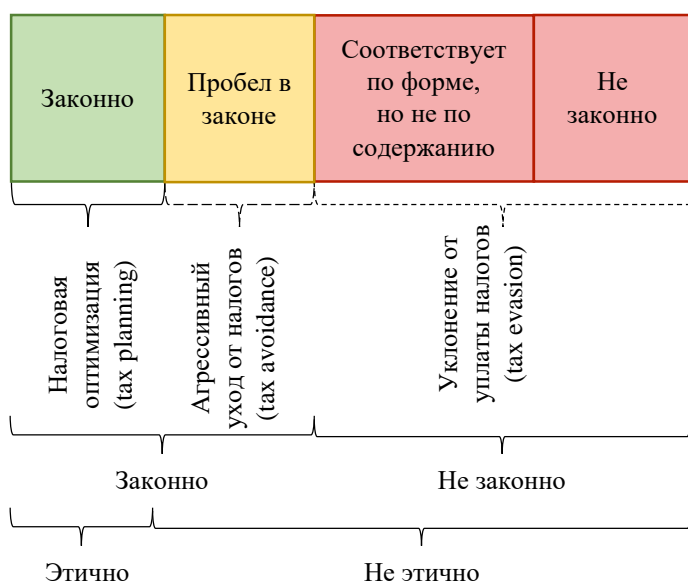 Законно
Пробел в
законе
Соответствует
по форме,
но не по
содержанию
Не
законно
Налоговая
оптимизация
(tax planning)
Агрессивный
уход от налогов
(tax avoidance)
Уклонение от
уплаты налогов
(tax evasion)
Законно
Не законно
Этично
Не этично